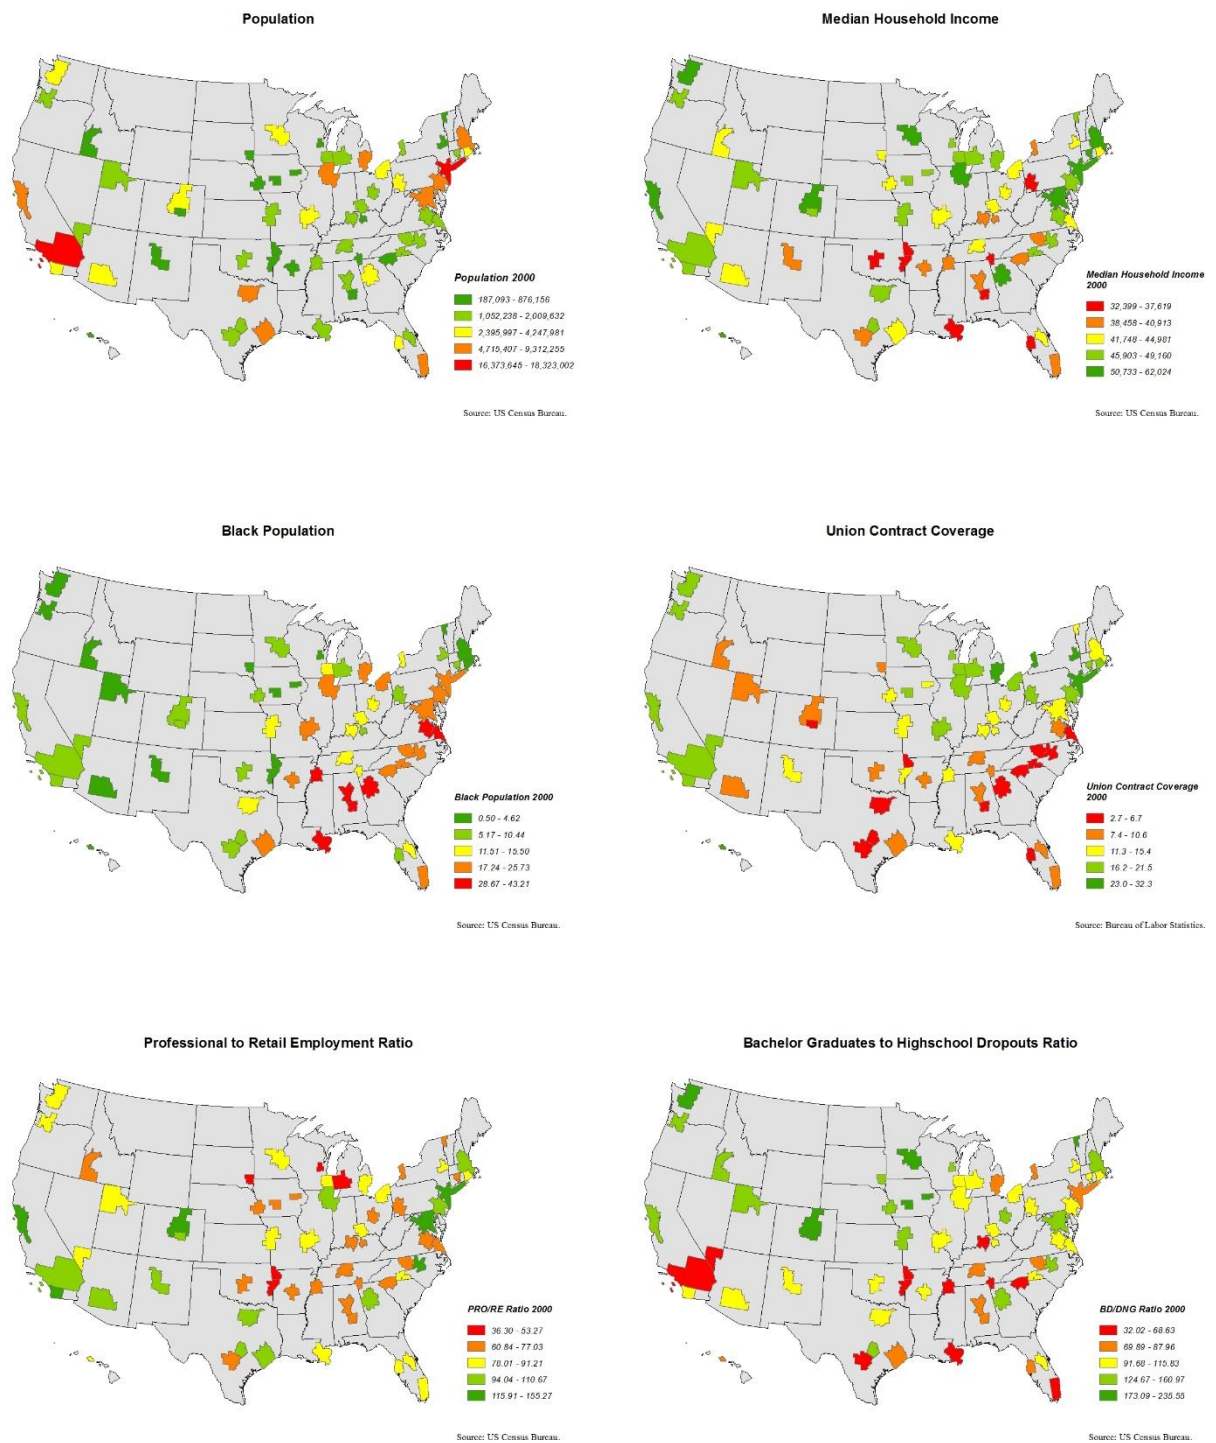 Population
Population 2000
187,093 - 876,156
1,052,238 - 2,009,632
2,395,997 - 4,247,981
4,715,407 - 9,312,255
16,373,645 - 18,323,002
Source: US Census Bureau.
Median Household Income
Median Household Income
2000
32,399 - 37,619
38,458 - 40,913
41,748 - 44,981
45,903 - 49,160
50,733 - 62,024
Source: US Census Bureau.
Black Population
Black Population 2000
0.50 - 4.62
5.17 - 10.44
11.51 - 15.50
17.24 - 25.73
28.67 - 43.21
Source: US Census Bureau.
Union Contract Coverage
Union Contract Coverage
2000
2.7 - 6.7
7.4 - 10.6
11.3 - 15.4
16.2 - 21.5
23.0 - 32.3
Source: Bureau of Labor Statistics.
Professional to Retail Employment Ratio
PRO/RE Ratio 2000
36.30 - 53.27
60.84 - 77.03
78.01 - 91.21
94.04 - 110.67
115.91 - 155.27
Source: US Census Bureau.
Bachelor Graduates to Highschool Dropouts Ratio
BD/DNG Ratio 2000
32.02 - 68.63
69.89 - 87.96
91.68 - 115.83
124.67 - 160.97
173.09 - 235.55
Source: US Census Bureau.